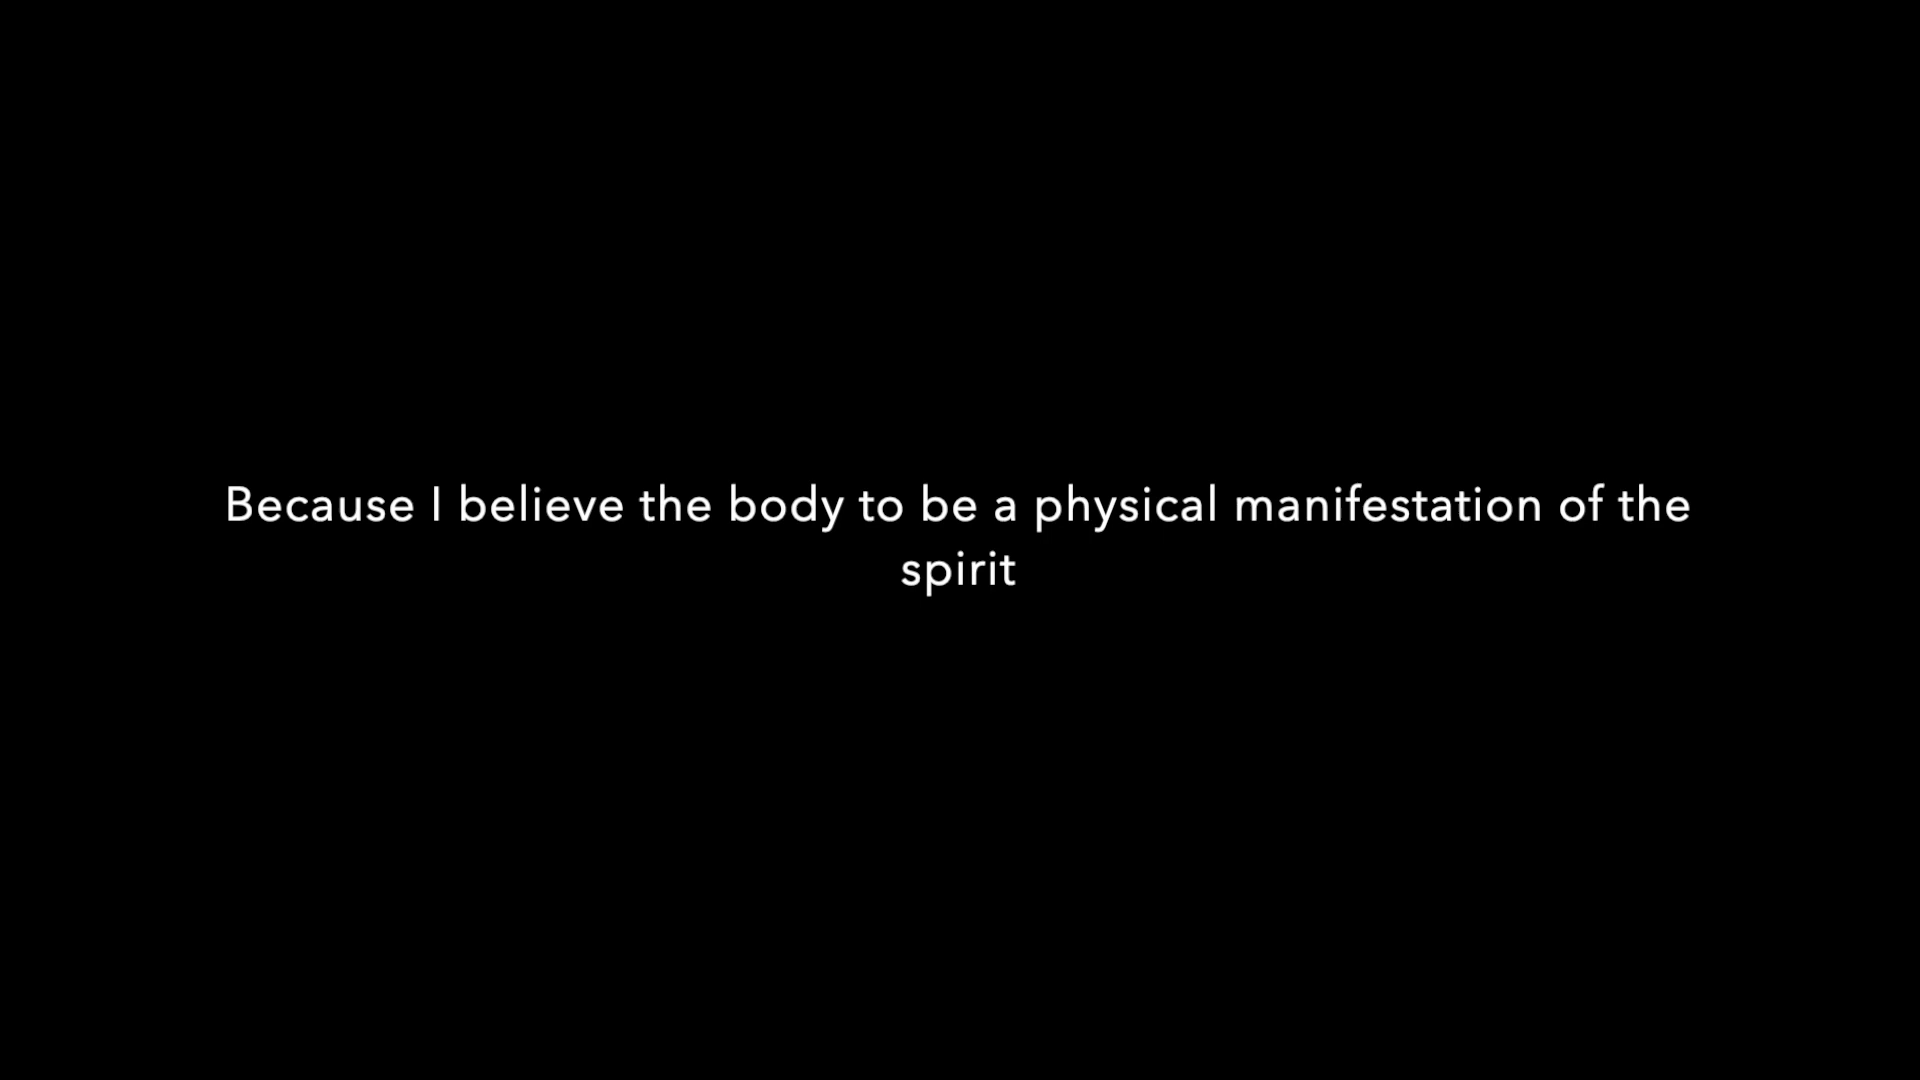 Because I believe the body to be a physical manifestation of the
spirit